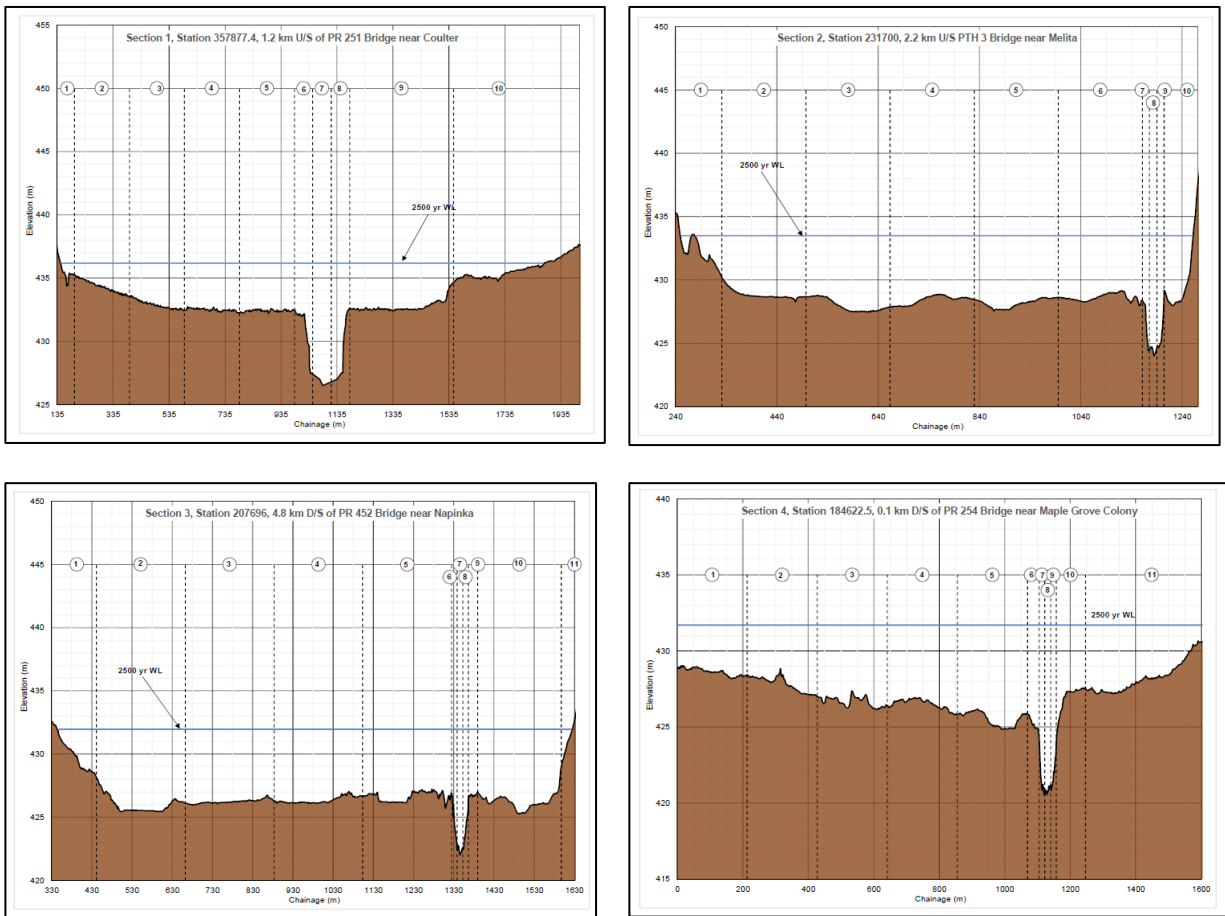 Section 1, Station 357877.4, 1.2 km U/S of PR 251 Bridge near Coulter
455
450
445
440
435
430
425
Elevation (m)
1 2 3 4 5 6 7 8 9 10
2500 yr WL
135 335 535 735 935 1135 1335 1535 1735 1935
Chainage (m)
Section 2, Station 231700, 2.2 km U/S PTH 3 Bridge near Melita
450
445
440
435
430
425
420
Elevation (m)
1 2 3 4 5 6 7 8 9 10
2500 yr WL
240 440 640 840 1040 1240
Chainage (m)
Section 3, Station 207696, 4.8 km D/S of PR 452 Bridge near Napinka
450
445
440
435
430
425
420
Elevation (m)
1 2 3 4 5 6 7 8 9 10 11
2500 yr WL
330 430 530 630 730 830 930 1030 1130 1230 1330 1430 1530 1630
Chainage (m)
Section 4, Station 184622.5, 0.1 km D/S of PR 254 Bridge near Maple Grove Colony
440
435
430
425
420
415
Elevation (m)
1 2 3 4 5 6 7 8 9 10 11
2500 yr WL
0 200 400 600 800 1000 1200 1400 1600
Chainage (m)